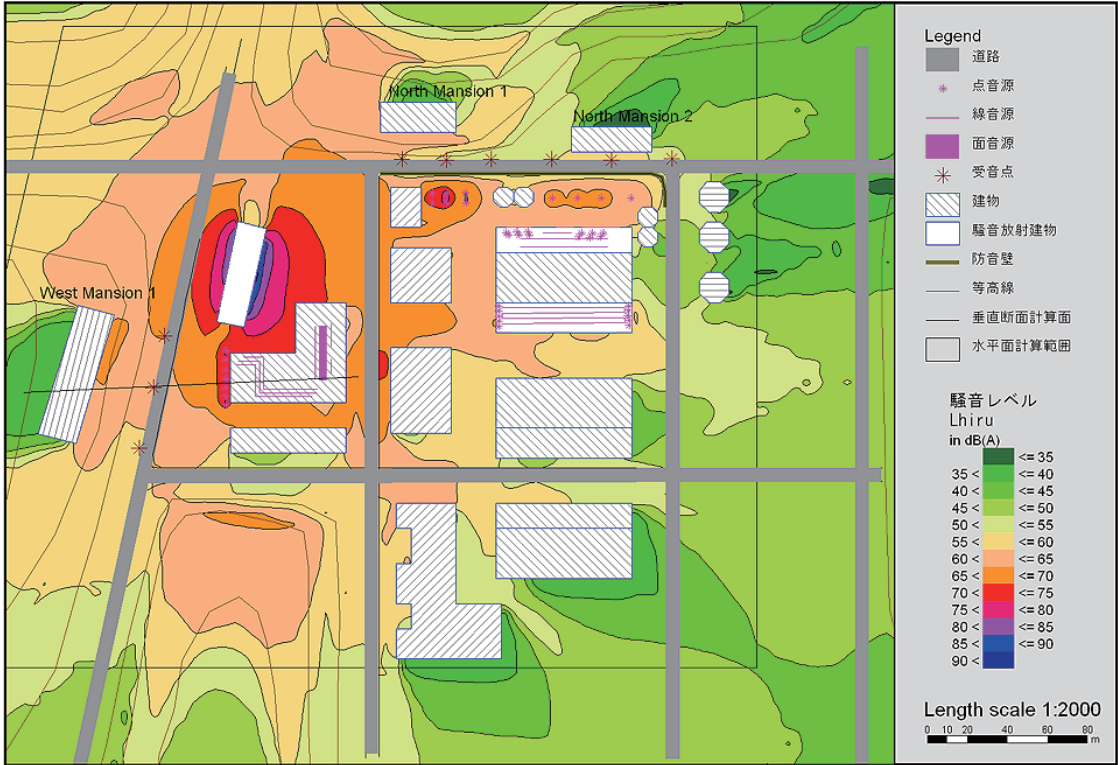 North Mansion 1
North Mansion 2
West Mansion 1
Legend
道路
点音源
線音源
面音源
受音点
建物
騒音放射建物
防音壁
等高線
垂直断面計算面
水平面計算範囲
騒音レベル
Lhiru
in dB(A)
<= 35
35 < <= 40
40 < <= 45
45 < <= 50
50 < <= 55
55 < <= 60
60 < <= 65
65 < <= 70
70 < <= 75
75 < <= 80
80 < <= 85
85 < <= 90
90 <
Length scale 1:2000
0 10 20 40 60 80
m